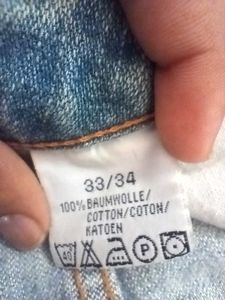 33/34
100% BAUMWOLLE/
COTTON/COTON/
KATOEN
40 P